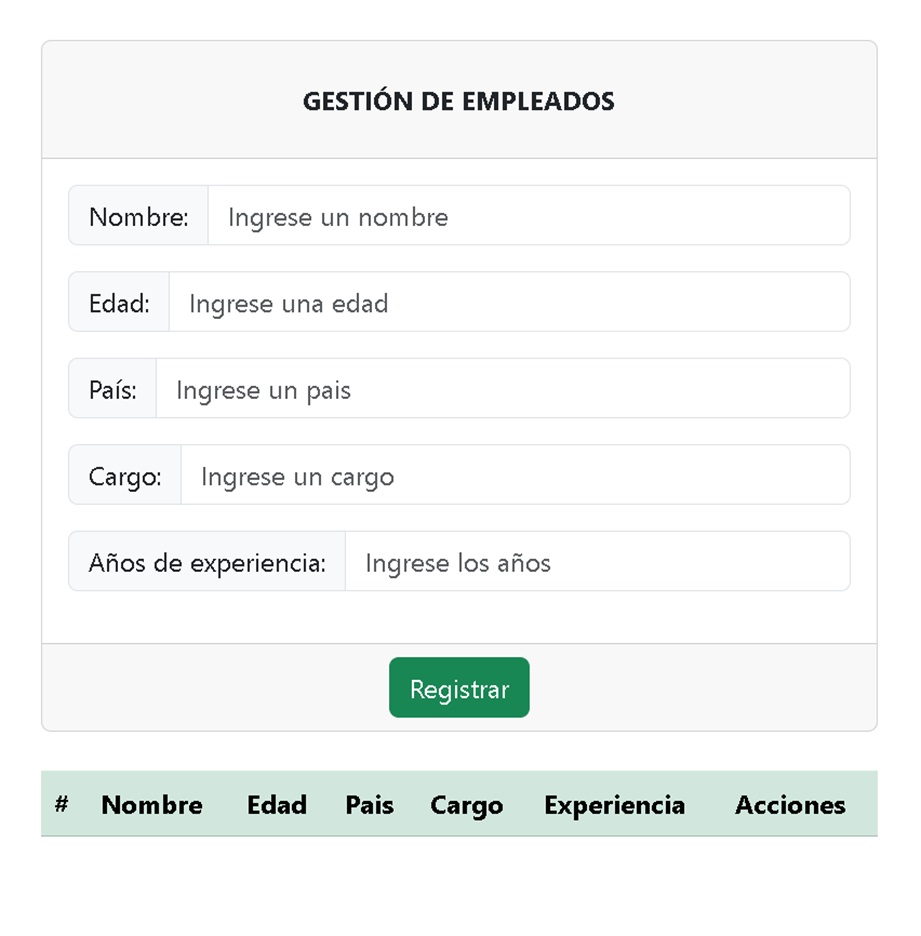 GESTIÓN DE EMPLEADOS
Nombre: Ingrese un nombre
Edad: Ingrese una edad
País: Ingrese un pais
Cargo: Ingrese un cargo
Años de experiencia: Ingrese los años
Registrar
# Nombre Edad Pais Cargo Experiencia Acciones